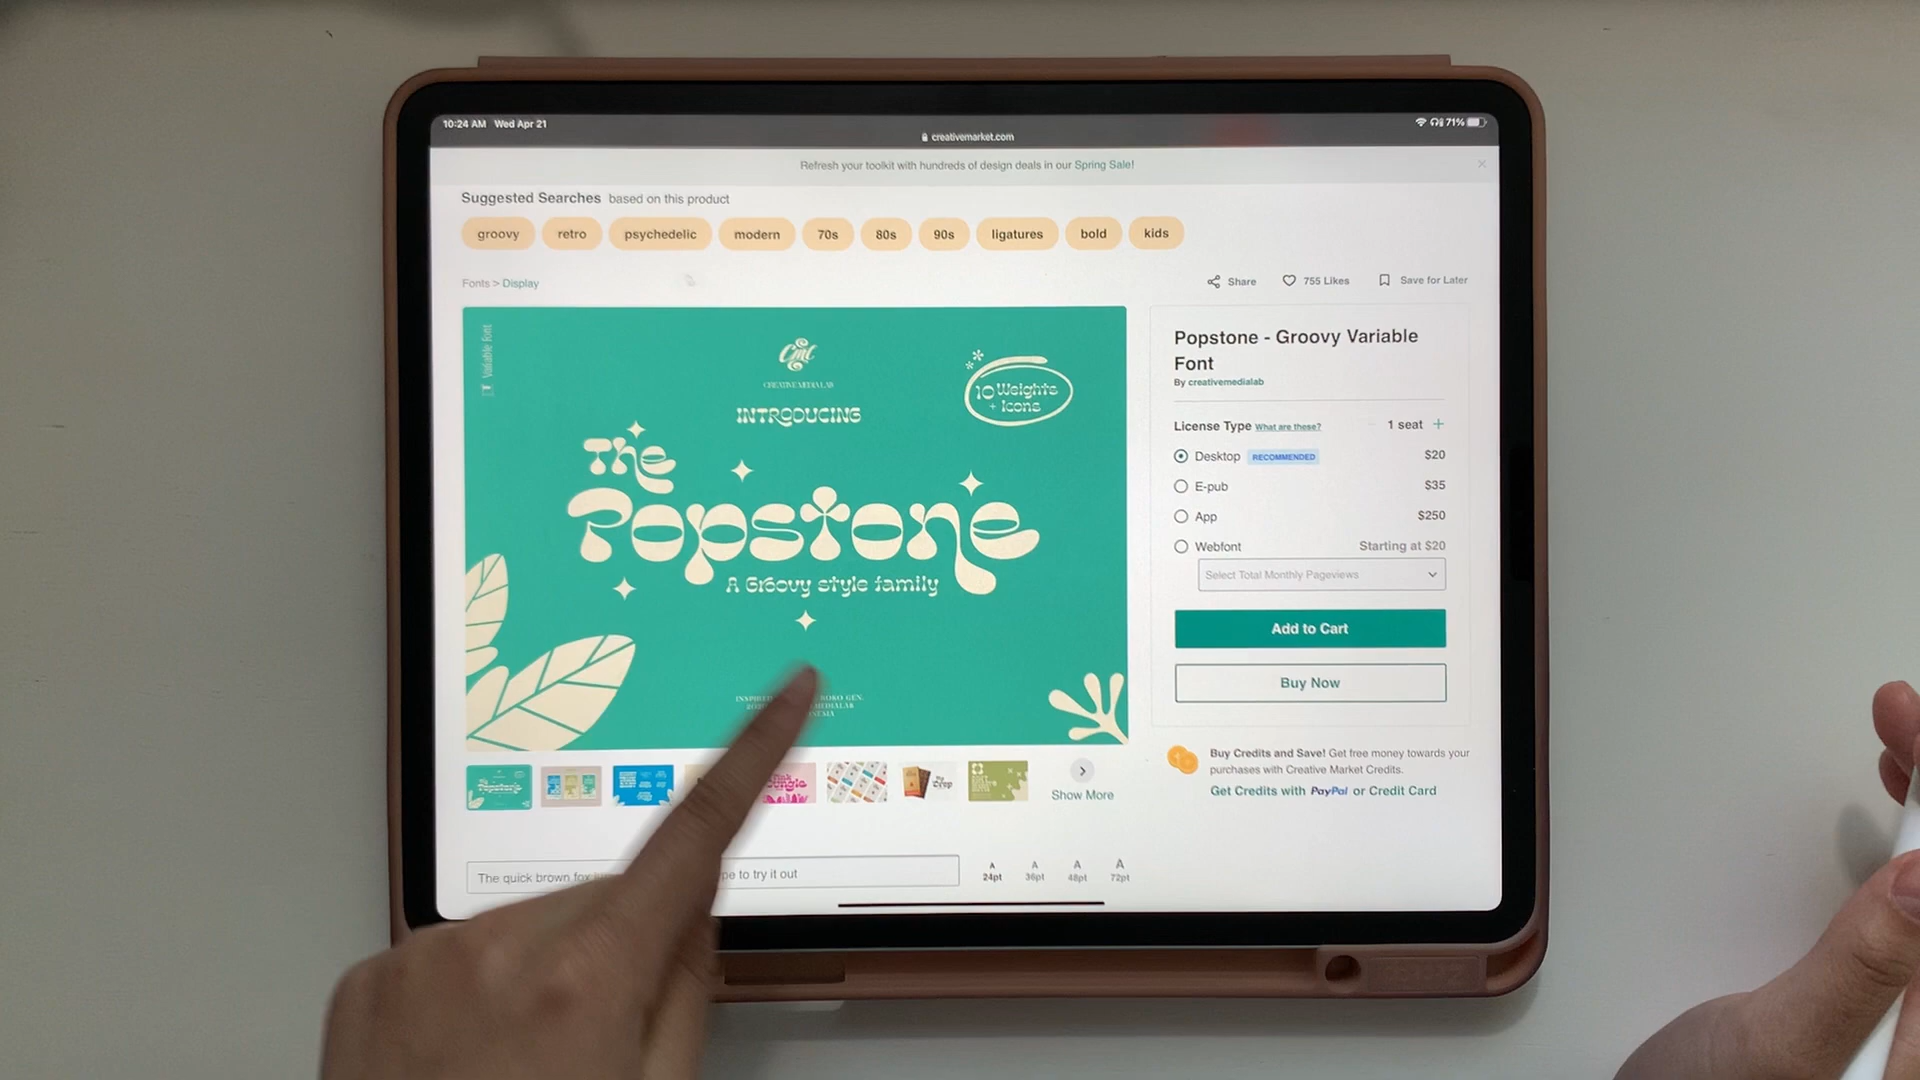 10:24 AM Wed Apr 21
71%
creativemarket.com
Refresh your toolkit with hundreds of design deals in our Spring Sale!
Suggested Searches based on this product
groovy retro psychedelic modern 70s 80s 90s ligatures bold kids
Fonts > Display
Share 755 Likes Save for Later
Variable font
Cml
CREATIVEMEDIALAB
INTRODUCING
10 Weights
+ Icons
The
Popstone
A Groovy style family
Popstone - Groovy Variable
Font
By creativemedialab
License Type What are these? 1 seat +
Desktop RECOMMENDED $20
E-pub $35
App $250
Webfont Starting at $20
Select Total Monthly Pageviews
Add to Cart
Buy Now
Buy Credits and Save! Get free money towards your
purchases with Creative Market Credits.
Get Credits with PayPal or Credit Card
Show More
The quick brown fox
to try it out
A A A A
24pt 36pt 48pt 72pt